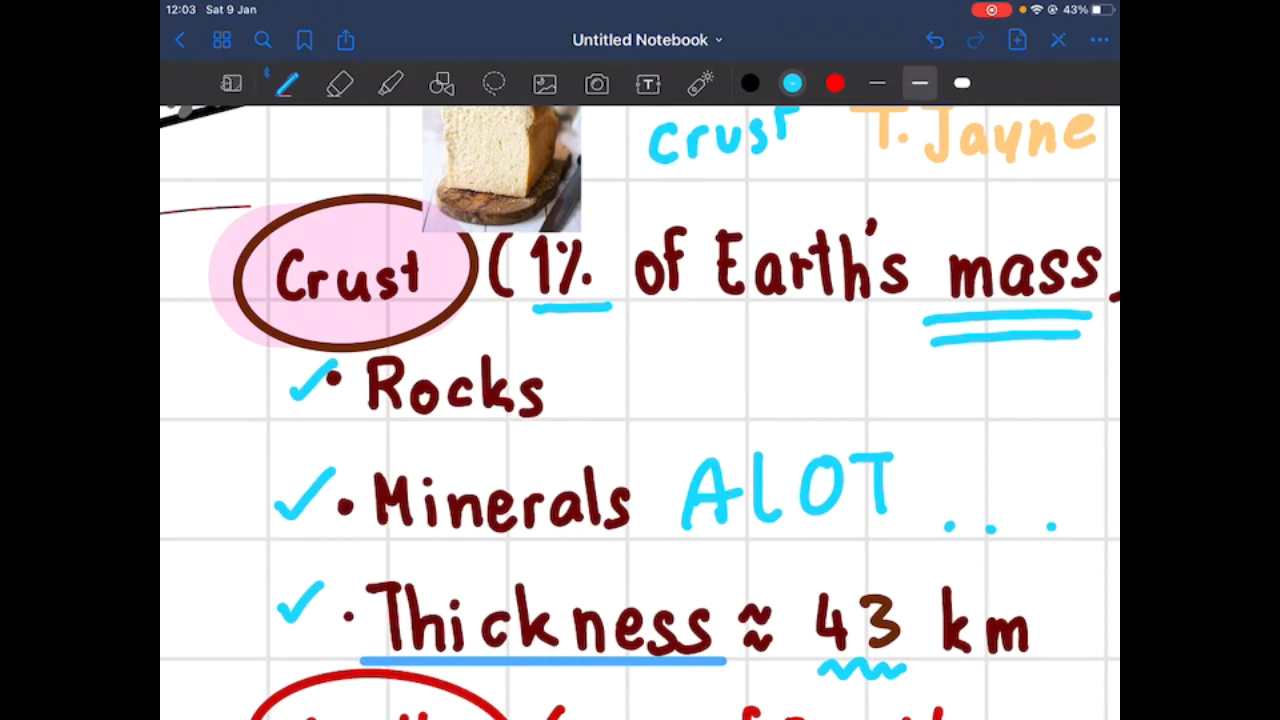 12:03 Sat 9 Jan 43%
Untitled Notebook
T
crust T. Jayne
Crust (1% of Earth's mass)
• Rocks
• Minerals AlOT ...
• Thickness ≈ 43 km